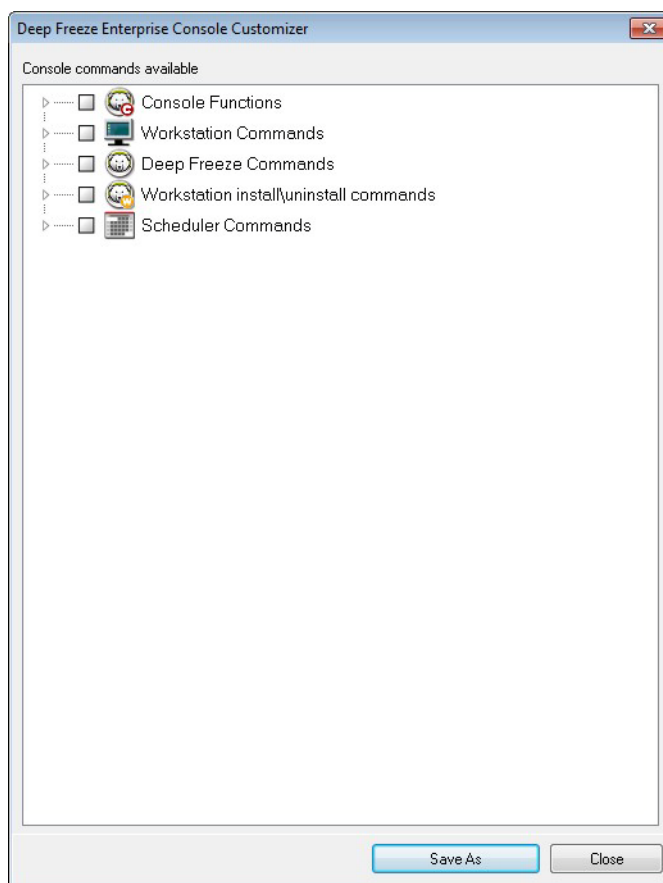 Deep Freeze Enterprise Console Customizer
Console commands available
Console Functions
Workstation Commands
Deep Freeze Commands
Workstation install\uninstall commands
Scheduler Commands
Save As
Close